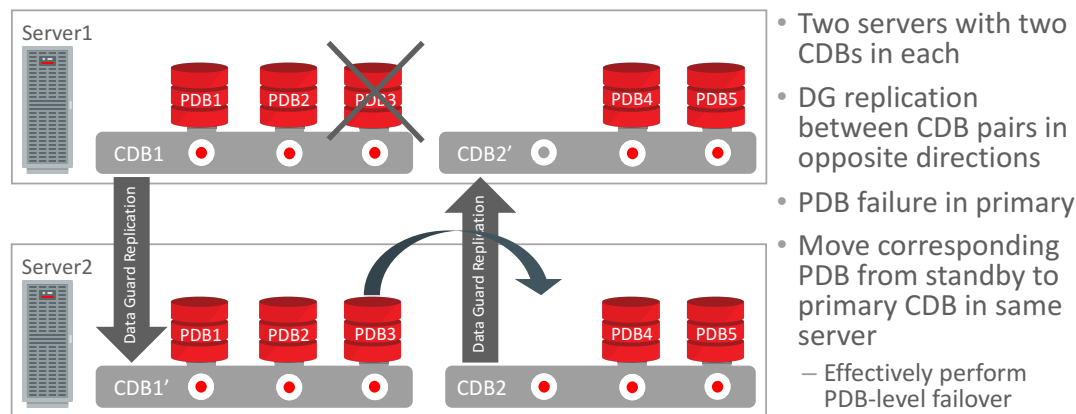 Server1
PDB1
PDB2
PDB3
PDB4
PDB5
CDB1
CDB2’
Data Guard Replication
Data Guard Replication
Server2
PDB1
PDB2
PDB3
PDB4
PDB5
CDB1’
CDB2
• Two servers with two
CDBs in each
• DG replication
between CDB pairs in
opposite directions
• PDB failure in primary
• Move corresponding
PDB from standby to
primary CDB in same
server
– Effectively perform
PDB-level failover